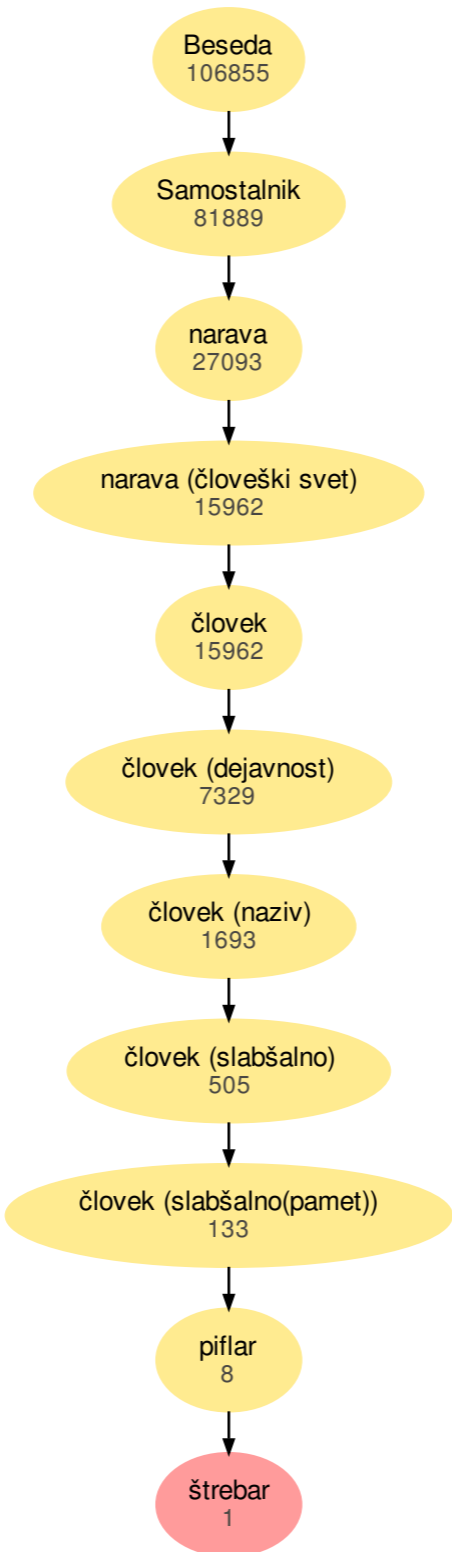 Beseda
106855
Samostalnik
81889
narava
27093
narava (človeški svet)
15962
človek
15962
človek (dejavnost)
7329
človek (naziv)
1693
človek (slabšalno)
505
človek (slabšalno(pamet))
133
piflar
8
štrebar
1